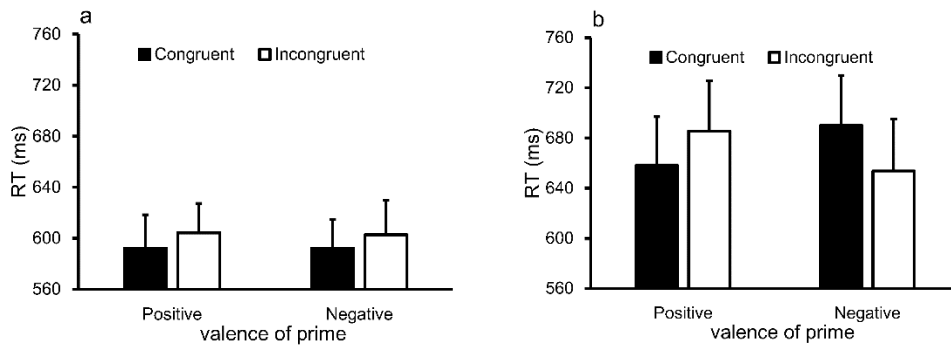 a
760
720
680
640
600
560
RT (ms)
Congruent Incongruent
Positive Negative
valence of prime
b
760
720
680
640
600
560
RT (ms)
Congruent Incongruent
Positive Negative
valence of prime